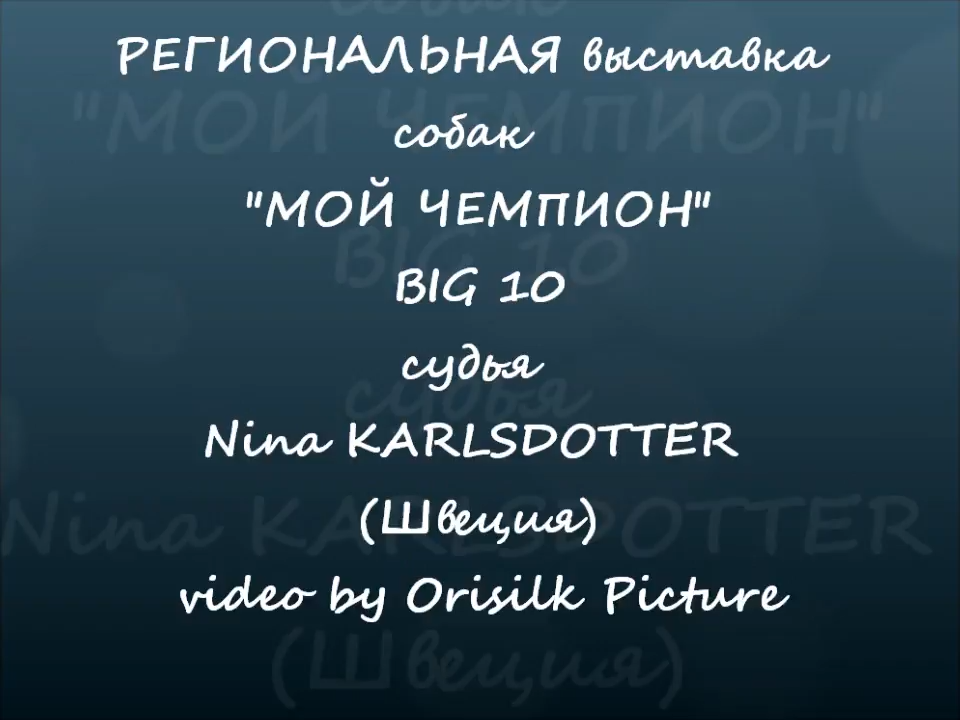 РЕГИОНАЛЬНАЯ выставка
собак
"МОЙ ЧЕМПИОН"
BIG 10
судья
Nina KARLSDOTTER
(Швеция)
video by Orisilk Picture